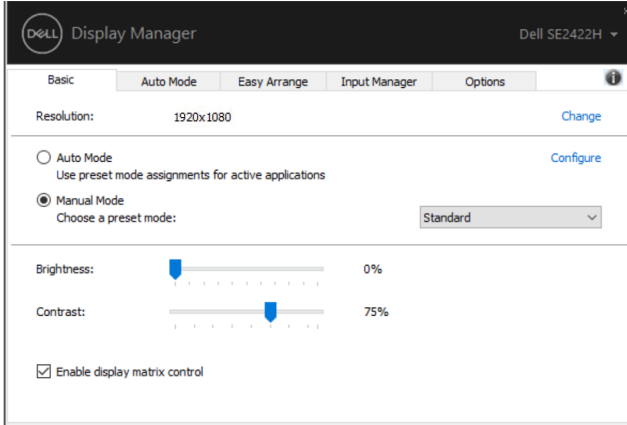 DELL Display Manager
Dell SE2422H
Basic Auto Mode Easy Arrange Input Manager Options
Resolution: 1920x1080 Change
Auto Mode Configure
Use preset mode assignments for active applications
Manual Mode
Choose a preset mode: Standard
Brightness: 0%
Contrast: 75%
Enable display matrix control